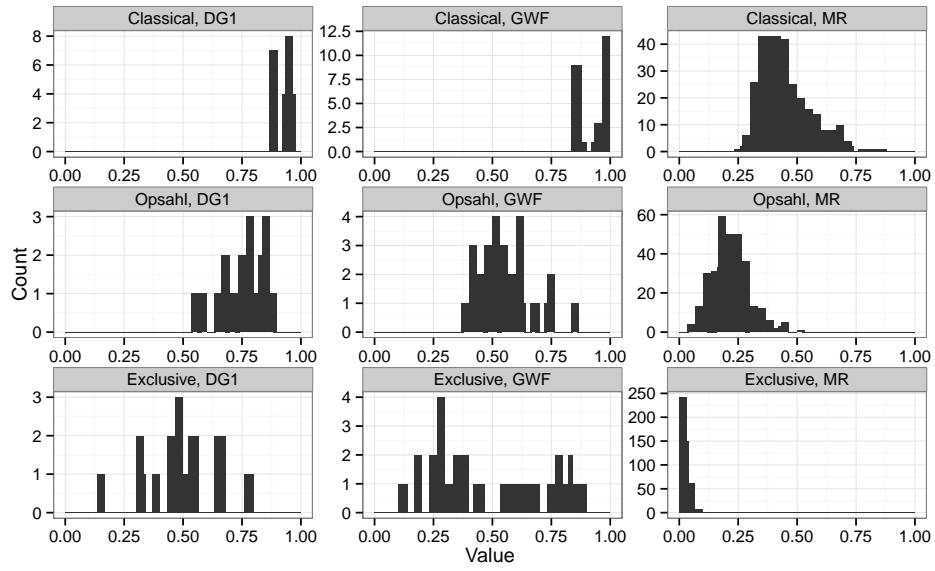 Classical, DG1
Classical, GWF
Classical, MR
8
6
4
2
0
12.5
10.0
7.5
5.0
2.5
0.0
40
30
20
10
0
0.00 0.25 0.50 0.75 1.00
0.00 0.25 0.50 0.75 1.00
0.00 0.25 0.50 0.75 1.00
Opsahl, DG1
Opsahl, GWF
Opsahl, MR
Count
3
2
1
0
4
3
2
1
0
60
40
20
0
0.00 0.25 0.50 0.75 1.00
0.00 0.25 0.50 0.75 1.00
0.00 0.25 0.50 0.75 1.00
Exclusive, DG1
Exclusive, GWF
Exclusive, MR
3
2
1
0
4
3
2
1
0
250
200
150
100
50
0
0.00 0.25 0.50 0.75 1.00
0.00 0.25 0.50 0.75 1.00
0.00 0.25 0.50 0.75 1.00
Value